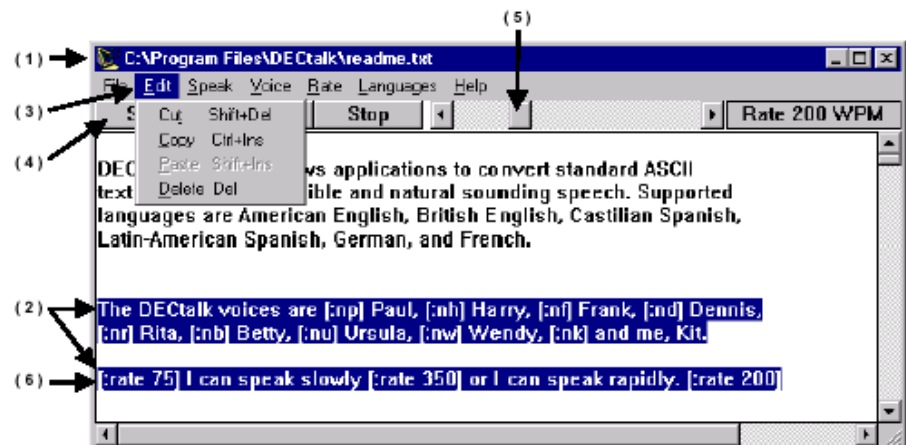 (5)
(1) C:\Program Files\DECtalk\readme.txt
File Edit Speak Voice Rate Languages Help
(3) S Cut Shift+Del Stop Rate 200 WPM
Copy Ctrl+Ins
(4) Paste Shift+Ins
Delete Del
DEC ws applications to convert standard ASCII
text ible and natural sounding speech. Supported
languages are American English, British English, Castilian Spanish,
Latin-American Spanish, German, and French.
(2) The DECtalk voices are [:np] Paul, [:nh] Harry, [:nf] Frank, [:nd] Dennis,
[:nr] Rita, [:nb] Betty, [:nu] Ursula, [:nw] Wendy, [:nk] and me, Kit.
(6) [:rate 75] I can speak slowly [:rate 350] or I can speak rapidly. [:rate 200]